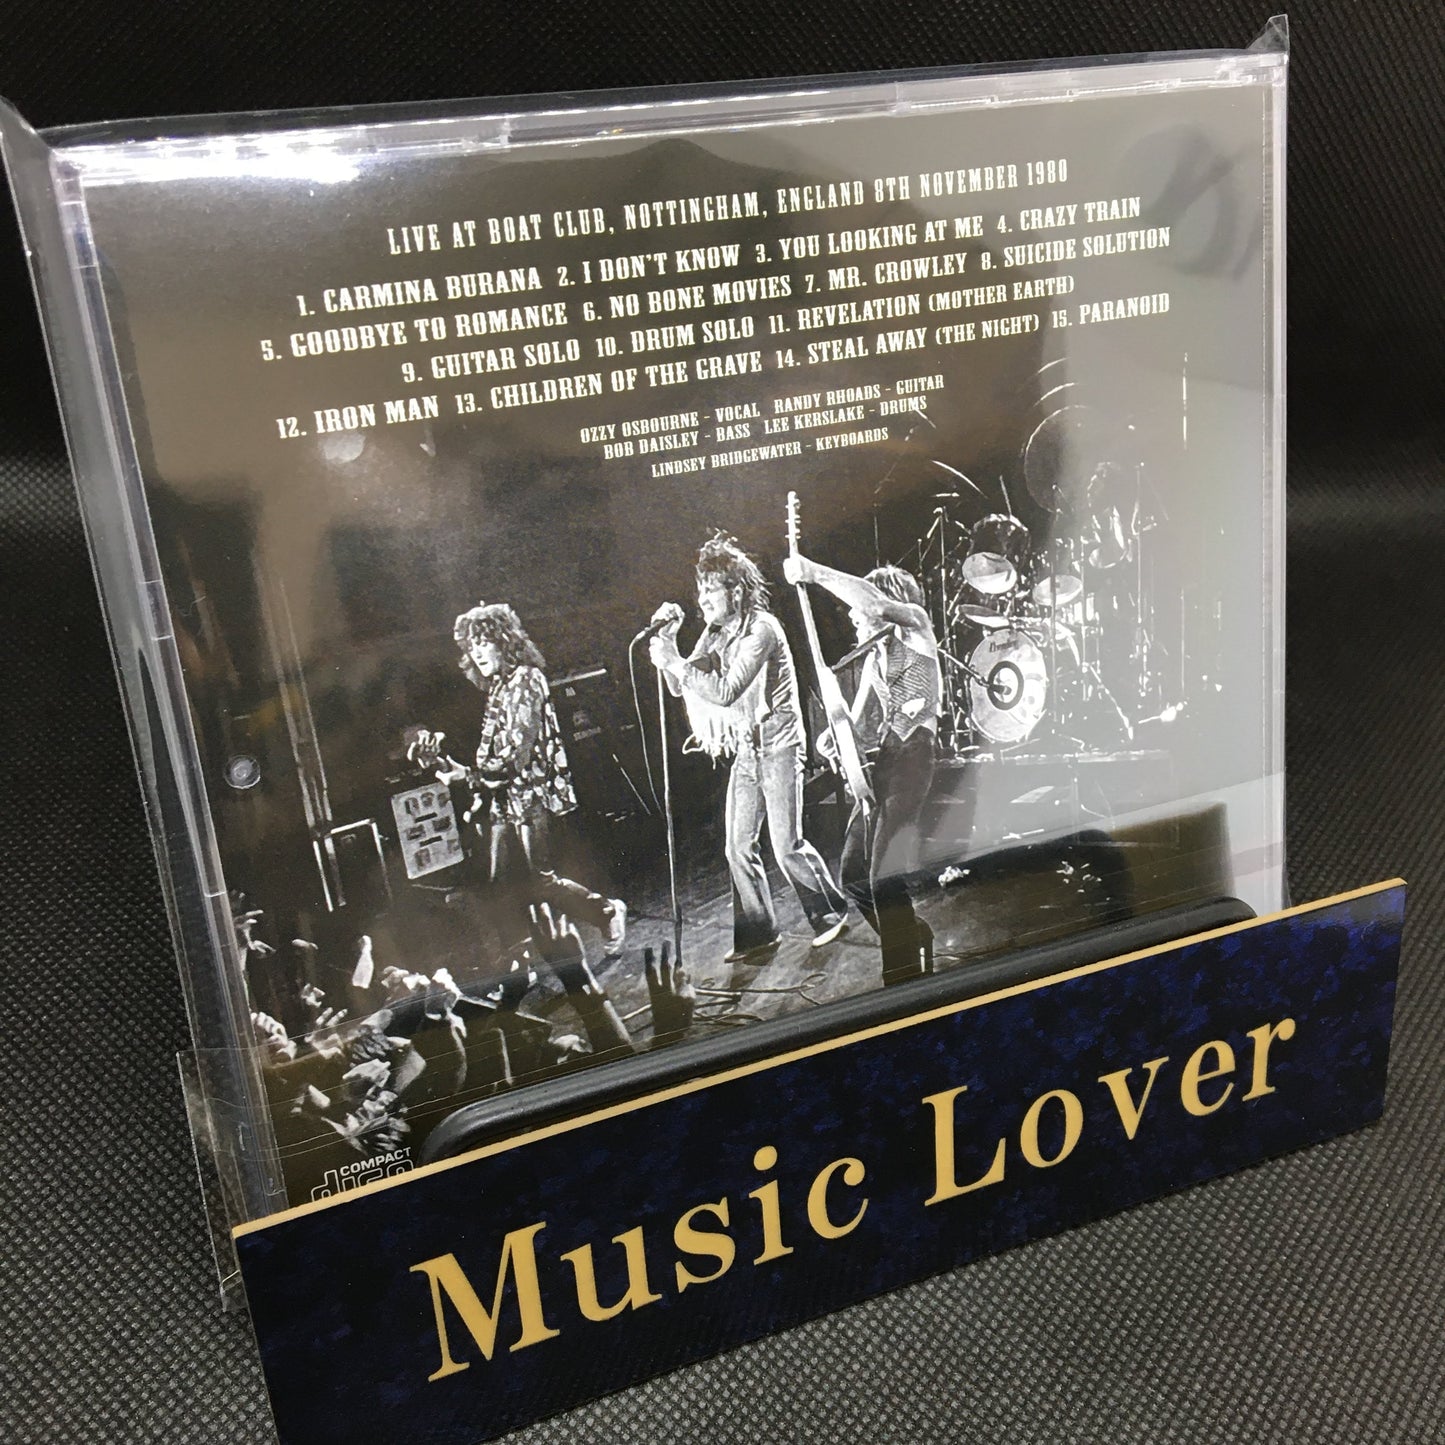 LIVE AT BOAT CLUB, NOTTINGHAM, ENGLAND 8TH NOVEMBER 1980
1. CARMINA BURANA 2. I DON'T KNOW 3. YOU LOOKING AT ME 4. CRAZY TRAIN
5. GOODBYE TO ROMANCE 6. NO BONE MOVIES 7. MR. CROWLEY 8. SUICIDE SOLUTION
9. GUITAR SOLO 10. DRUM SOLO 11. REVELATION (MOTHER EARTH)
12. IRON MAN 13. CHILDREN OF THE GRAVE 14. STEAL AWAY (THE NIGHT) 15. PARANOID
OZZY OSBOURNE - VOCAL RANDY RHOADS - GUITAR
BOB DAISLEY - BASS LEE KERSLAKE - DRUMS
LINDSEY BRIDGEWATER - KEYBOARDS
COMPACT
disc
Music Lover